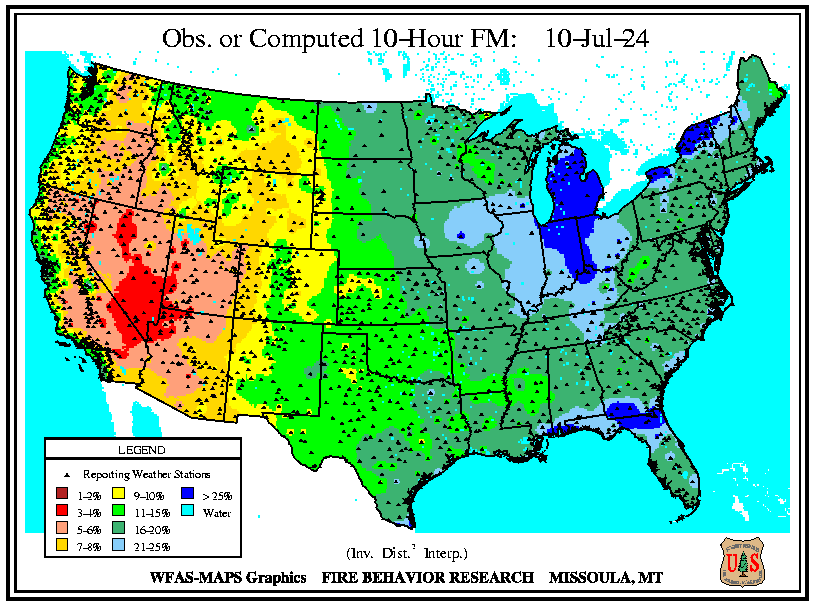 Obs. or Computed 10-Hour FM: 10-Jul-24
LEGEND
Reporting Weather Stations
1-2% 9-10% > 25%
3-4% 11-15% Water
5-6% 16-20%
7-8% 21-25%
(Inv. Dist.² Interp.)
WFAS-MAPS Graphics FIRE BEHAVIOR RESEARCH MISSOULA, MT
U S